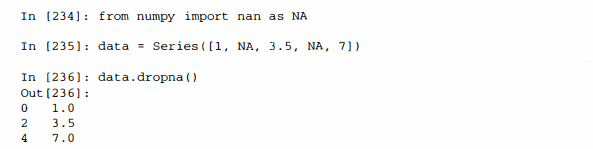 In [234]: from numpy import nan as NA
In [235]: data = Series([1, NA, 3.5, NA, 7])
In [236]: data.dropna()
Out[236]:
0    1.0
2    3.5
4    7.0